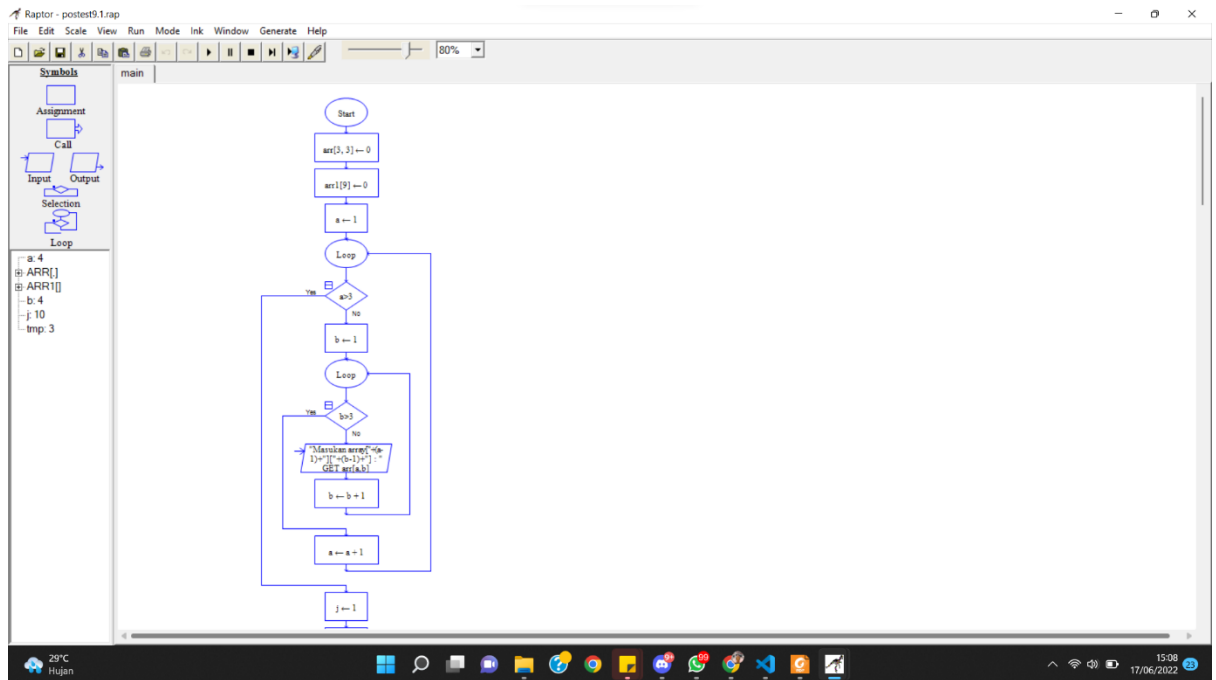 Raptor - postest9.1.rap
File Edit Scale View Run Mode Ink Window Generate Help
80%
Symbols
Assignment
Call
Input Output
Selection
Loop
a: 4
ARR[,]
ARR1[]
b: 4
j: 10
tmp: 3
main
Start
arr[3, 3] ← 0
arr1[9] ← 0
a ← 1
Loop
Yes
a>3
No
b ← 1
Loop
Yes
b>3
No
"Masukan array["+(a-
1)+"]["+(b-1)+"] : "
GET arr[a,b]
b ← b + 1
a ← a + 1
j ← 1
29°C
Hujan
99
15:08
17/06/2022
23